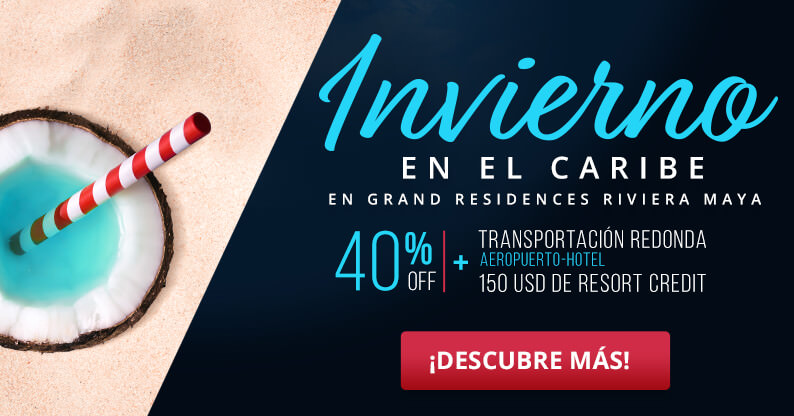 Invierno
EN EL CARIBE
EN GRAND RESIDENCES RIVIERA MAYA
40% OFF
+
TRANSPORTACIÓN REDONDA
AEROPUERTO-HOTEL
150 USD DE RESORT CREDIT
¡DESCUBRE MÁS!